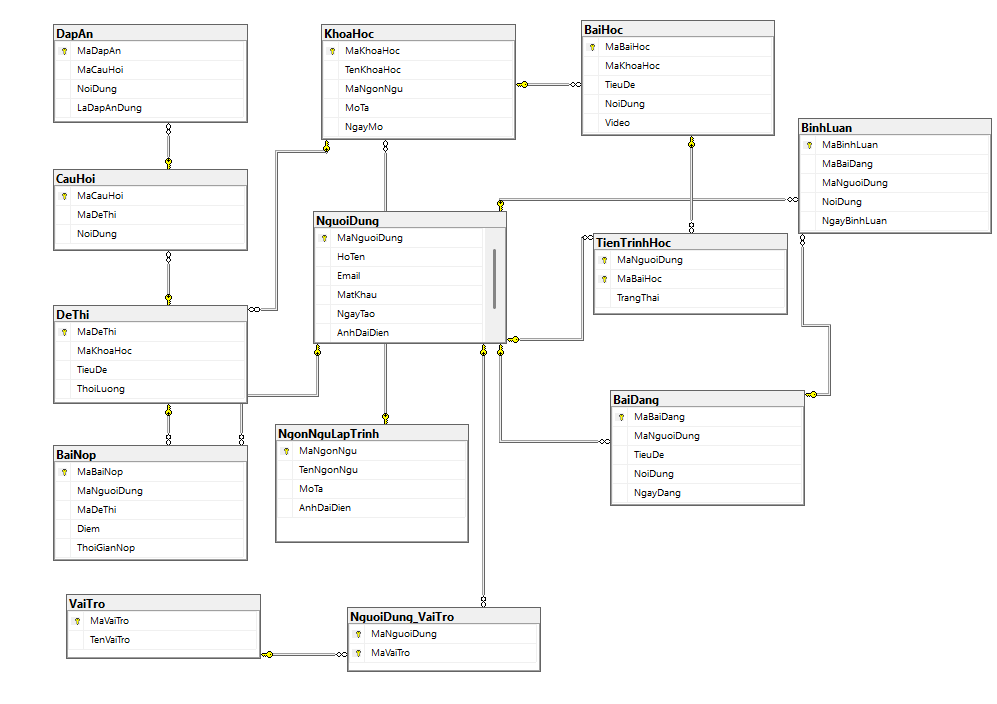 DapAn
MaDapAn
MaCauHoi
NoiDung
LaDapAnDung
KhoaHoc
MaKhoaHoc
TenKhoaHoc
MaNgonNgu
MoTa
NgayMo
BaiHoc
MaBaiHoc
MaKhoaHoc
TieuDe
NoiDung
Video
BinhLuan
MaBinhLuan
MaBaiDang
MaNguoiDung
NoiDung
NgayBinhLuan
CauHoi
MaCauHoi
MaDeThi
NoiDung
NguoiDung
MaNguoiDung
HoTen
Email
MatKhau
NgayTao
AnhDaiDien
TienTrinhHoc
MaNguoiDung
MaBaiHoc
TrangThai
DeThi
MaDeThi
MaKhoaHoc
TieuDe
ThoiLuong
BaiDang
MaBaiDang
MaNguoiDung
TieuDe
NoiDung
NgayDang
NgonNguLapTrinh
MaNgonNgu
TenNgonNgu
MoTa
AnhDaiDien
BaiNop
MaBaiNop
MaNguoiDung
MaDeThi
Diem
ThoiGianNop
VaiTro
MaVaiTro
TenVaiTro
NguoiDung_VaiTro
MaNguoiDung
MaVaiTro